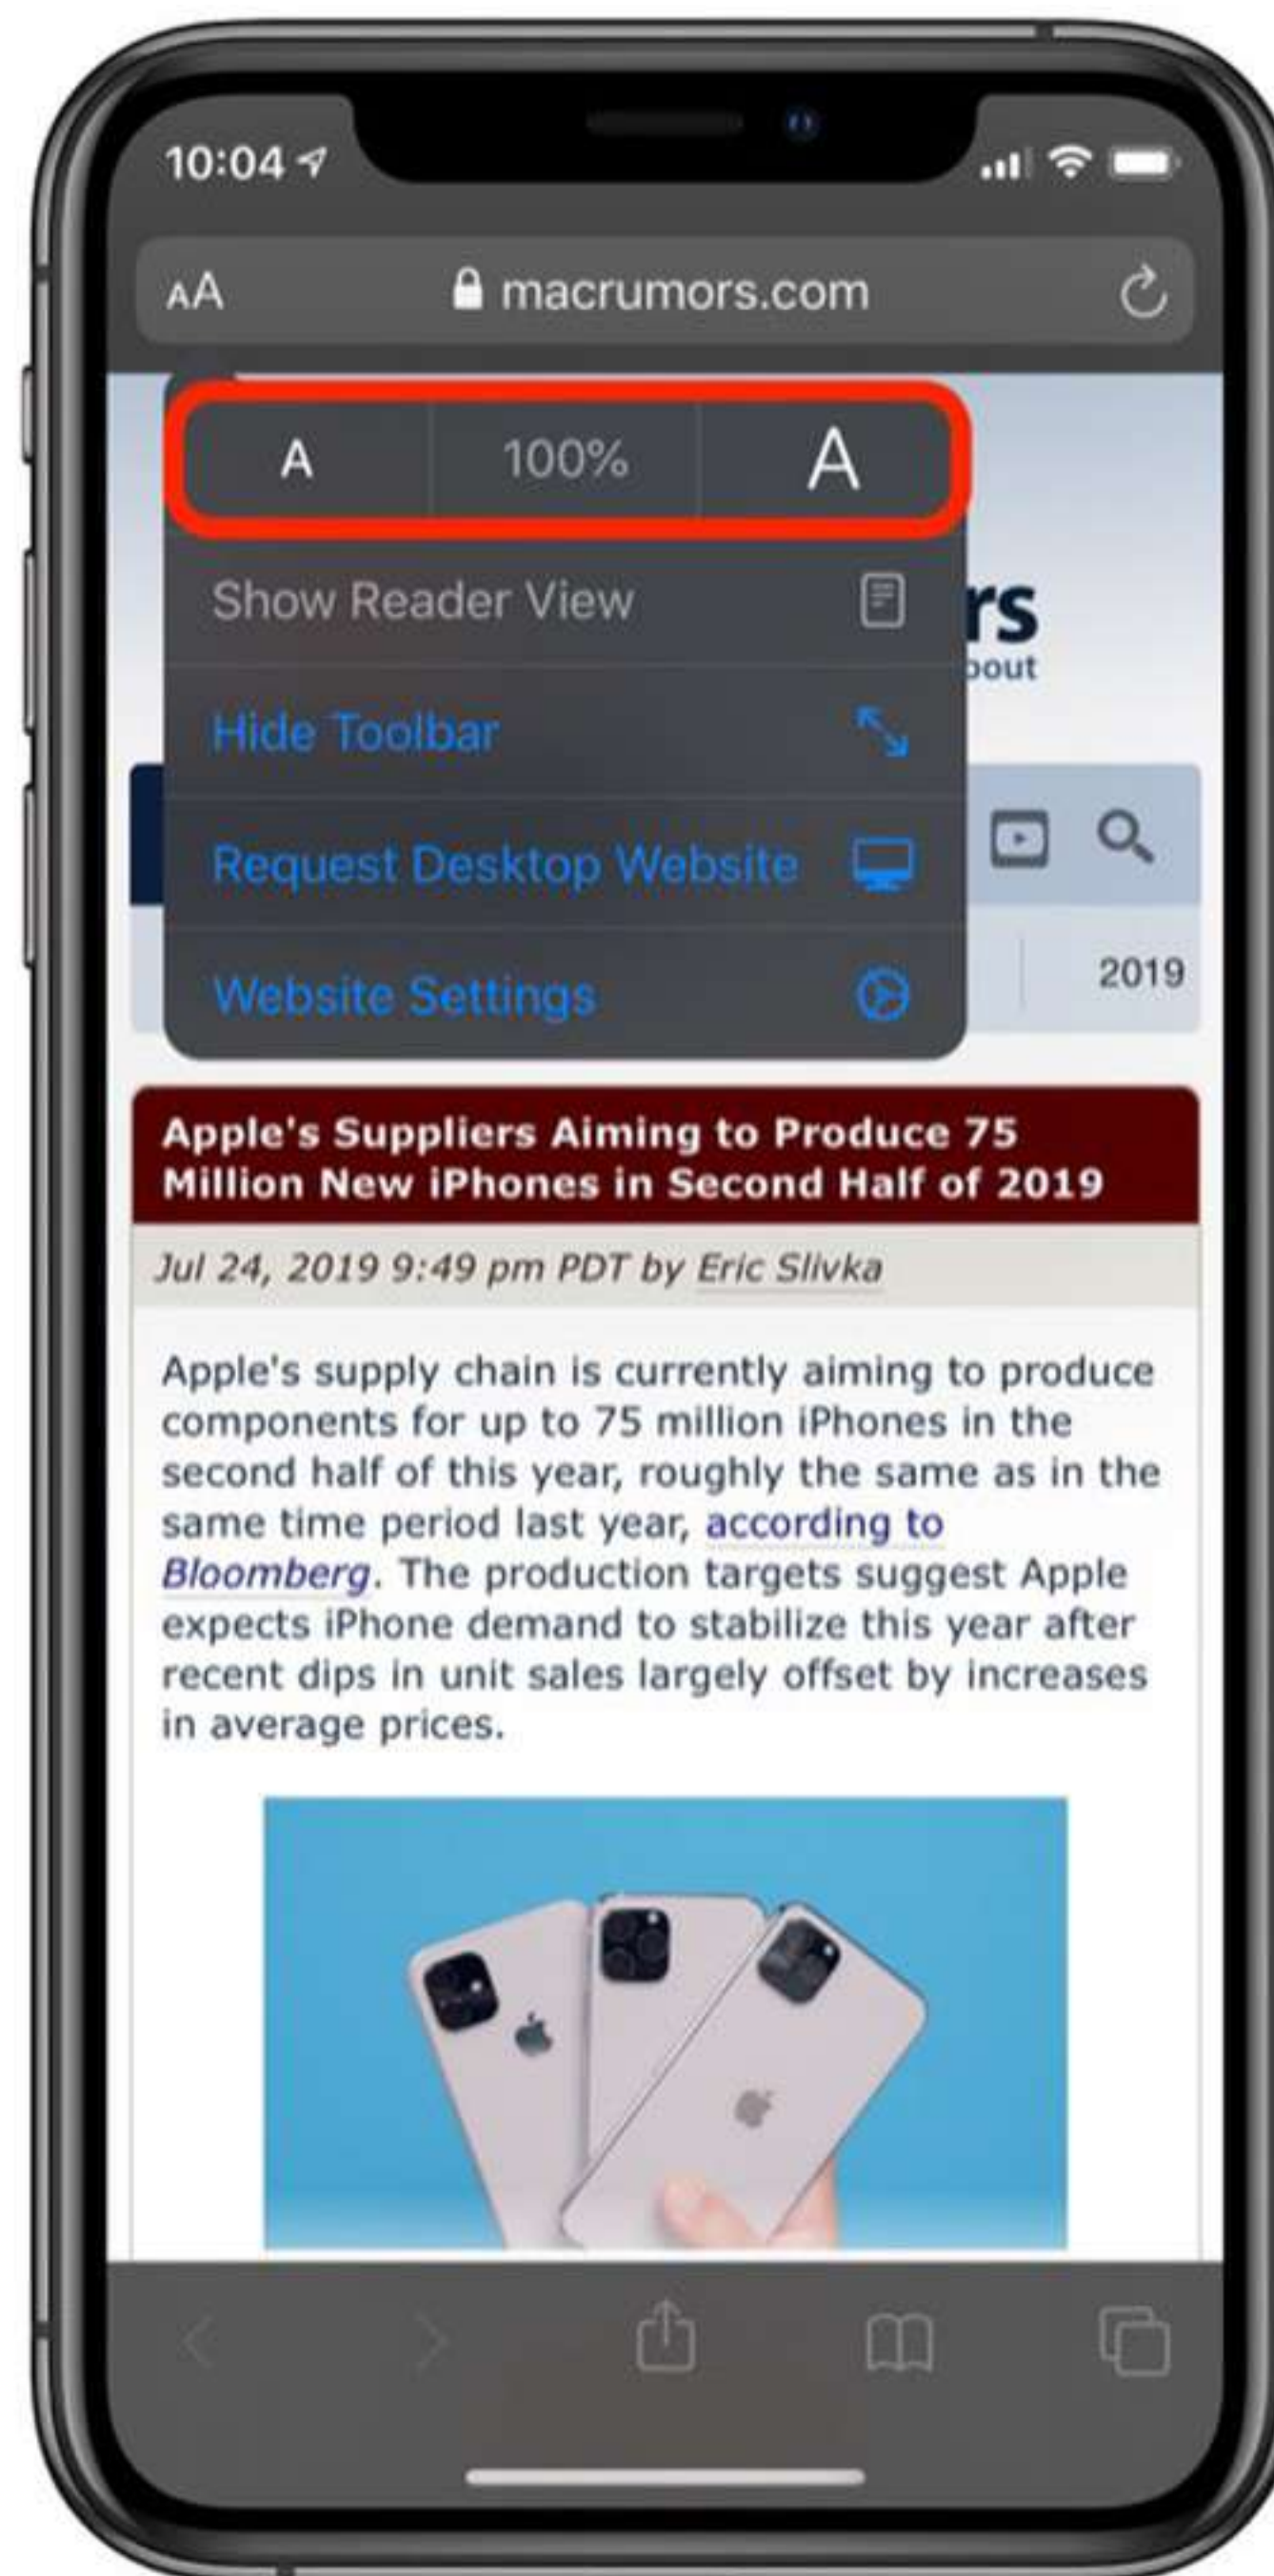 10:04
AA macrumors.com
A 100% A
Show Reader View
rs
bout
Hide Toolbar
Request Desktop Website
2019
Website Settings
Apple's Suppliers Aiming to Produce 75
Million New iPhones in Second Half of 2019
Jul 24, 2019 9:49 pm PDT by Eric Slivka
Apple's supply chain is currently aiming to produce
components for up to 75 million iPhones in the
second half of this year, roughly the same as in the
same time period last year, according to
Bloomberg. The production targets suggest Apple
expects iPhone demand to stabilize this year after
recent dips in unit sales largely offset by increases
in average prices.